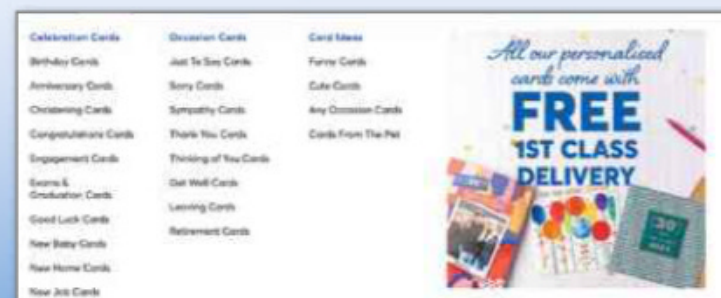 Celebration Cards
Birthday Cards
Anniversary Cards
Christening Cards
Congratulations Cards
Engagement Cards
Exams &
Graduation Cards
Good Luck Cards
New Baby Cards
New Home Cards
New Job Cards
Occasion Cards
Just To Say Cards
Sorry Cards
Sympathy Cards
Thank You Cards
Thinking of You Cards
Get Well Cards
Leaving Cards
Retirement Cards
Card Ideas
Funny Cards
Cute Cards
Any Occasion Cards
Cards From The Pet
All our personalised
cards come with
FREE
1ST CLASS
DELIVERY
30